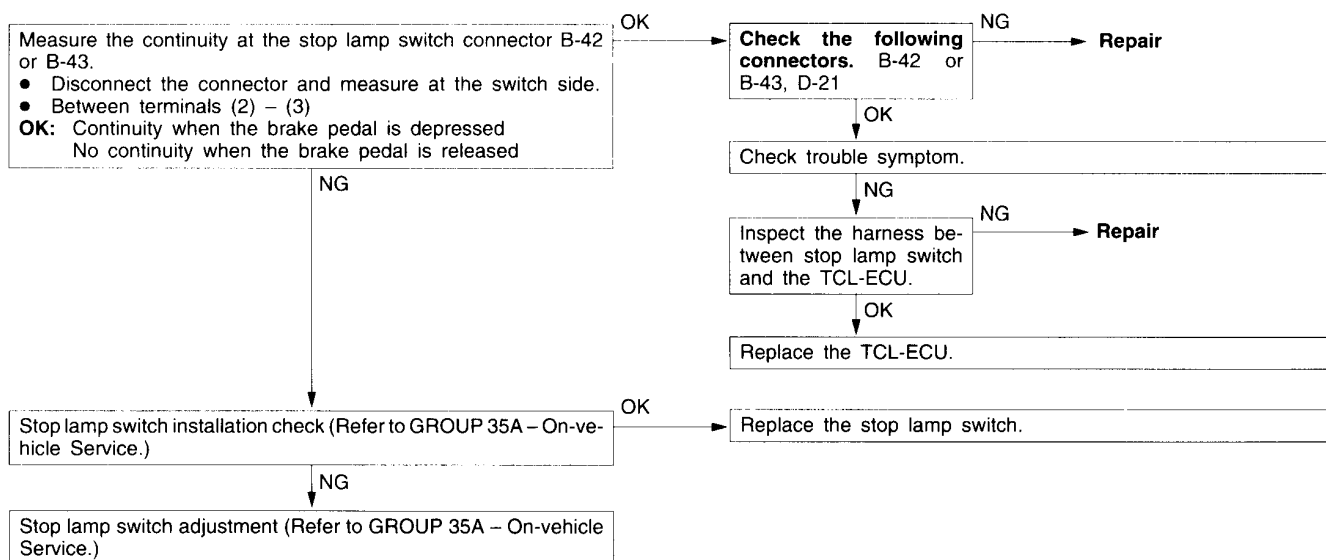 Measure the continuity at the stop lamp switch connector B-42
or B-43.
● Disconnect the connector and measure at the switch side.
● Between terminals (2) – (3)
OK: Continuity when the brake pedal is depressed
No continuity when the brake pedal is released
OK
Check the following
connectors. B-42 or
B-43, D-21
NG
Repair
OK
Check trouble symptom.
NG
Inspect the harness be-
tween stop lamp switch
and the TCL-ECU.
NG
Repair
OK
Replace the TCL-ECU.
NG
Stop lamp switch installation check (Refer to GROUP 35A – On-ve-
hicle Service.)
OK
Replace the stop lamp switch.
NG
Stop lamp switch adjustment (Refer to GROUP 35A – On-vehicle
Service.)